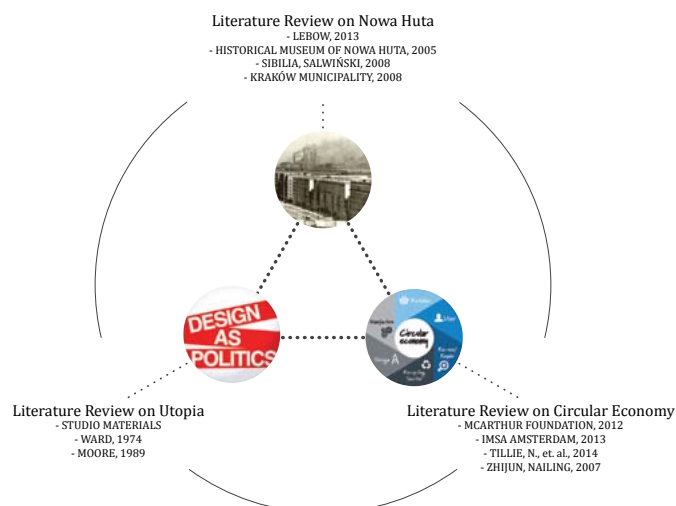 Literature Review on Nowa Huta
- LEBOW, 2013
- HISTORICAL MUSEUM OF NOWA HUTA, 2005
- SIBILIA, SALWIŃSKI, 2008
- KRAKÓW MUNICIPALITY, 2008
DESIGN
AS
POLITICS
Circular
economy
Literature Review on Utopia
- STUDIO MATERIALS
- WARD, 1974
- MOORE, 1989
Literature Review on Circular Economy
- MCARTHUR FOUNDATION, 2012
- IMSA AMSTERDAM, 2013
- TILLIE, N., et. al., 2014
- ZHIJUN, NAILING, 2007